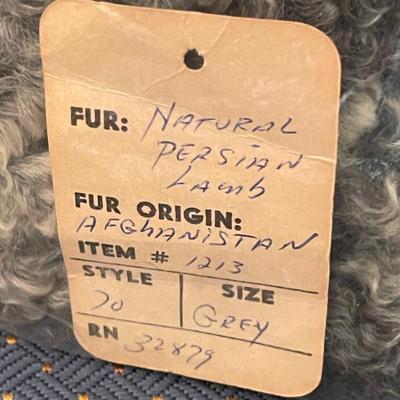 FUR: NATURAL
PERSIAN
Lamb
FUR ORIGIN:
AFGHANISTAN
ITEM # 1213
STYLE SIZE
70 GREY
RN 32879